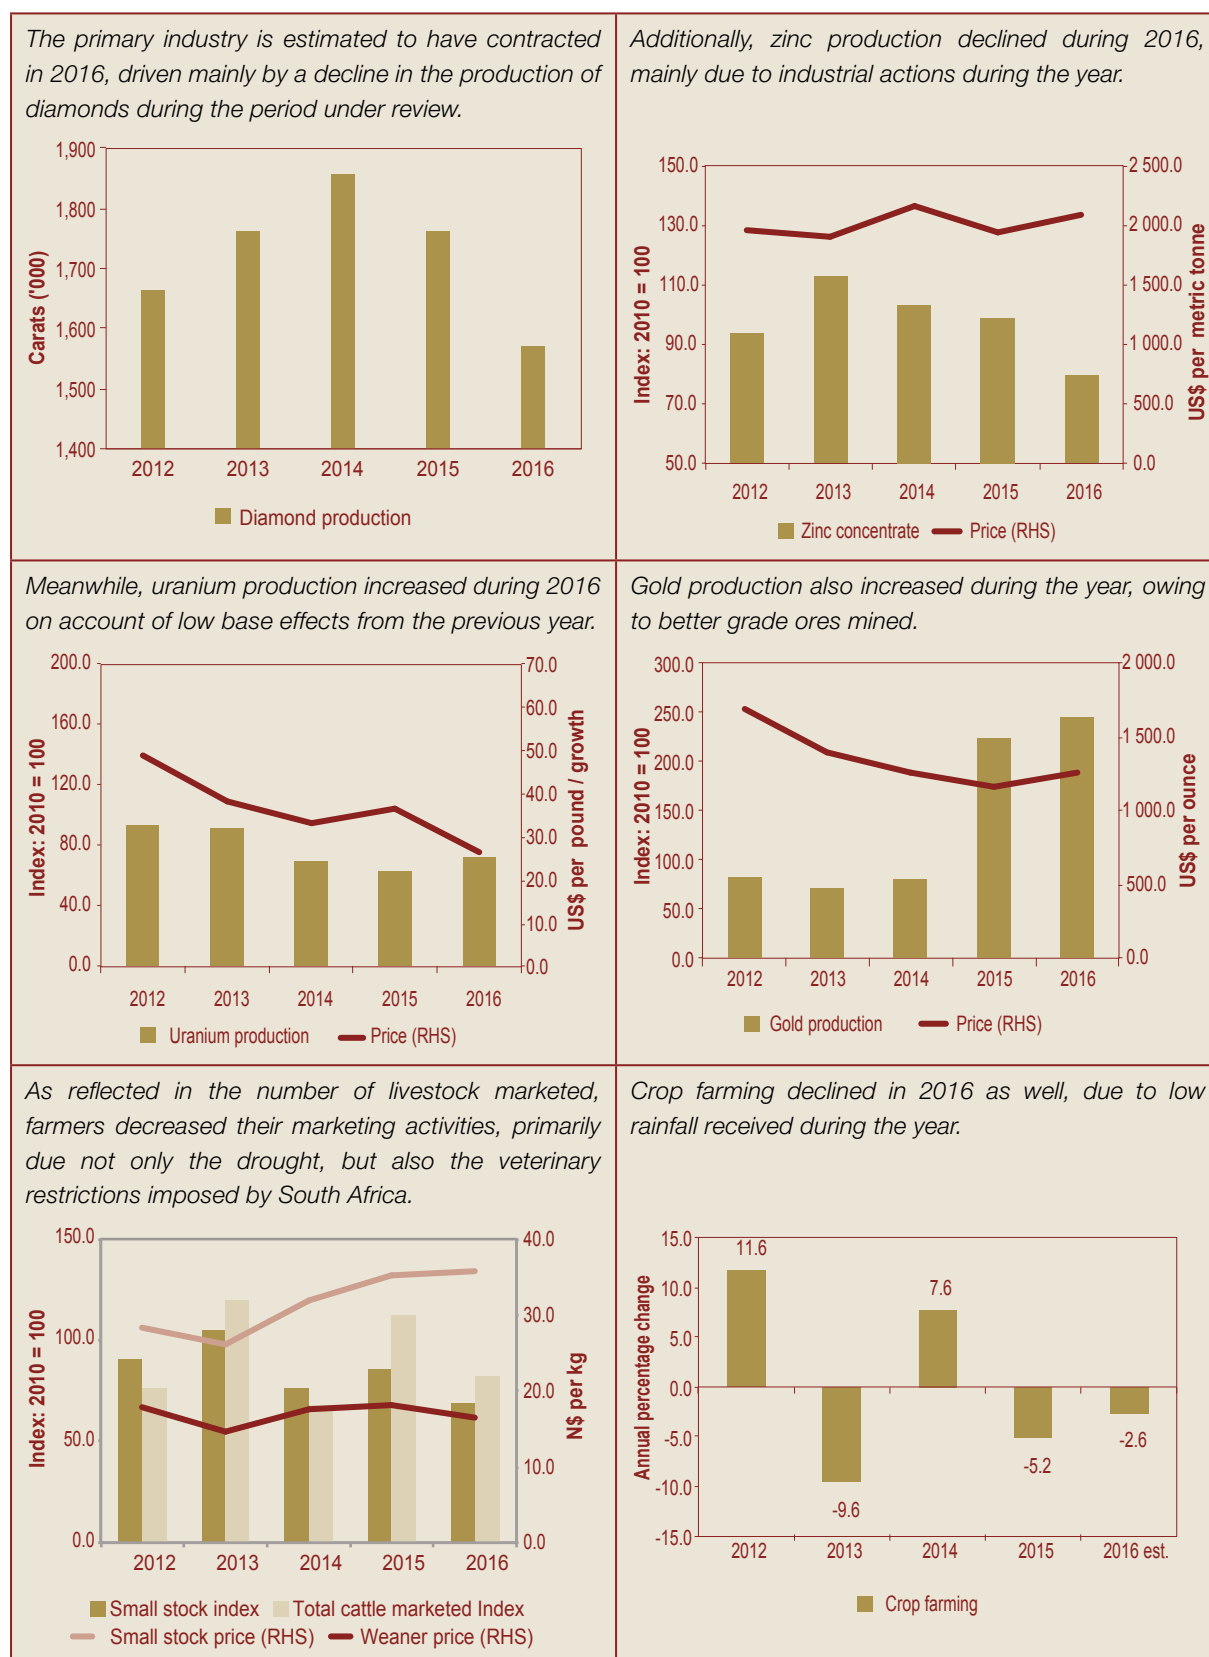 The primary industry is estimated to have contracted
in 2016, driven mainly by a decline in the production of
diamonds during the period under review.
1,900
1,800
1,700
1,600
1,500
1,400
Carats ('000)
2012 2013 2014 2015 2016
Diamond production
Additionally, zinc production declined during 2016,
mainly due to industrial actions during the year.
150.0
130.0
110.0
90.0
70.0
50.0
Index: 2010 = 100
2 500.0
2 000.0
1 500.0
1 000.0
500.0
0.0
US$ per metric tonne
2012 2013 2014 2015 2016
Zinc concentrate Price (RHS)
Meanwhile, uranium production increased during 2016
on account of low base effects from the previous year.
200.0
160.0
120.0
80.0
40.0
0.0
Index: 2010 = 100
70.0
60.0
50.0
40.0
30.0
20.0
10.0
0.0
US$ per pound / growth
2012 2013 2014 2015 2016
Uranium production Price (RHS)
Gold production also increased during the year, owing
to better grade ores mined.
300.0
250.0
200.0
150.0
100.0
50.0
0.0
Index: 2010 = 100
2 000.0
1 500.0
1 000.0
500.0
0.0
US$ per ounce
2012 2013 2014 2015 2016
Gold production Price (RHS)
As reflected in the number of livestock marketed,
farmers decreased their marketing activities, primarily
due not only the drought, but also the veterinary
restrictions imposed by South Africa.
150.0
100.0
50.0
0.0
Index: 2010 = 100
40.0
30.0
20.0
10.0
0.0
N$ per kg
2012 2013 2014 2015 2016
Small stock index Total cattle marketed Index
Small stock price (RHS) Weaner price (RHS)
Crop farming declined in 2016 as well, due to low
rainfall received during the year.
15.0
10.0
5.0
0.0
-5.0
-10.0
-15.0
Annual percentage change
11.6
-9.6
7.6
-5.2
-2.6
2012 2013 2014 2015 2016 est.
Crop farming